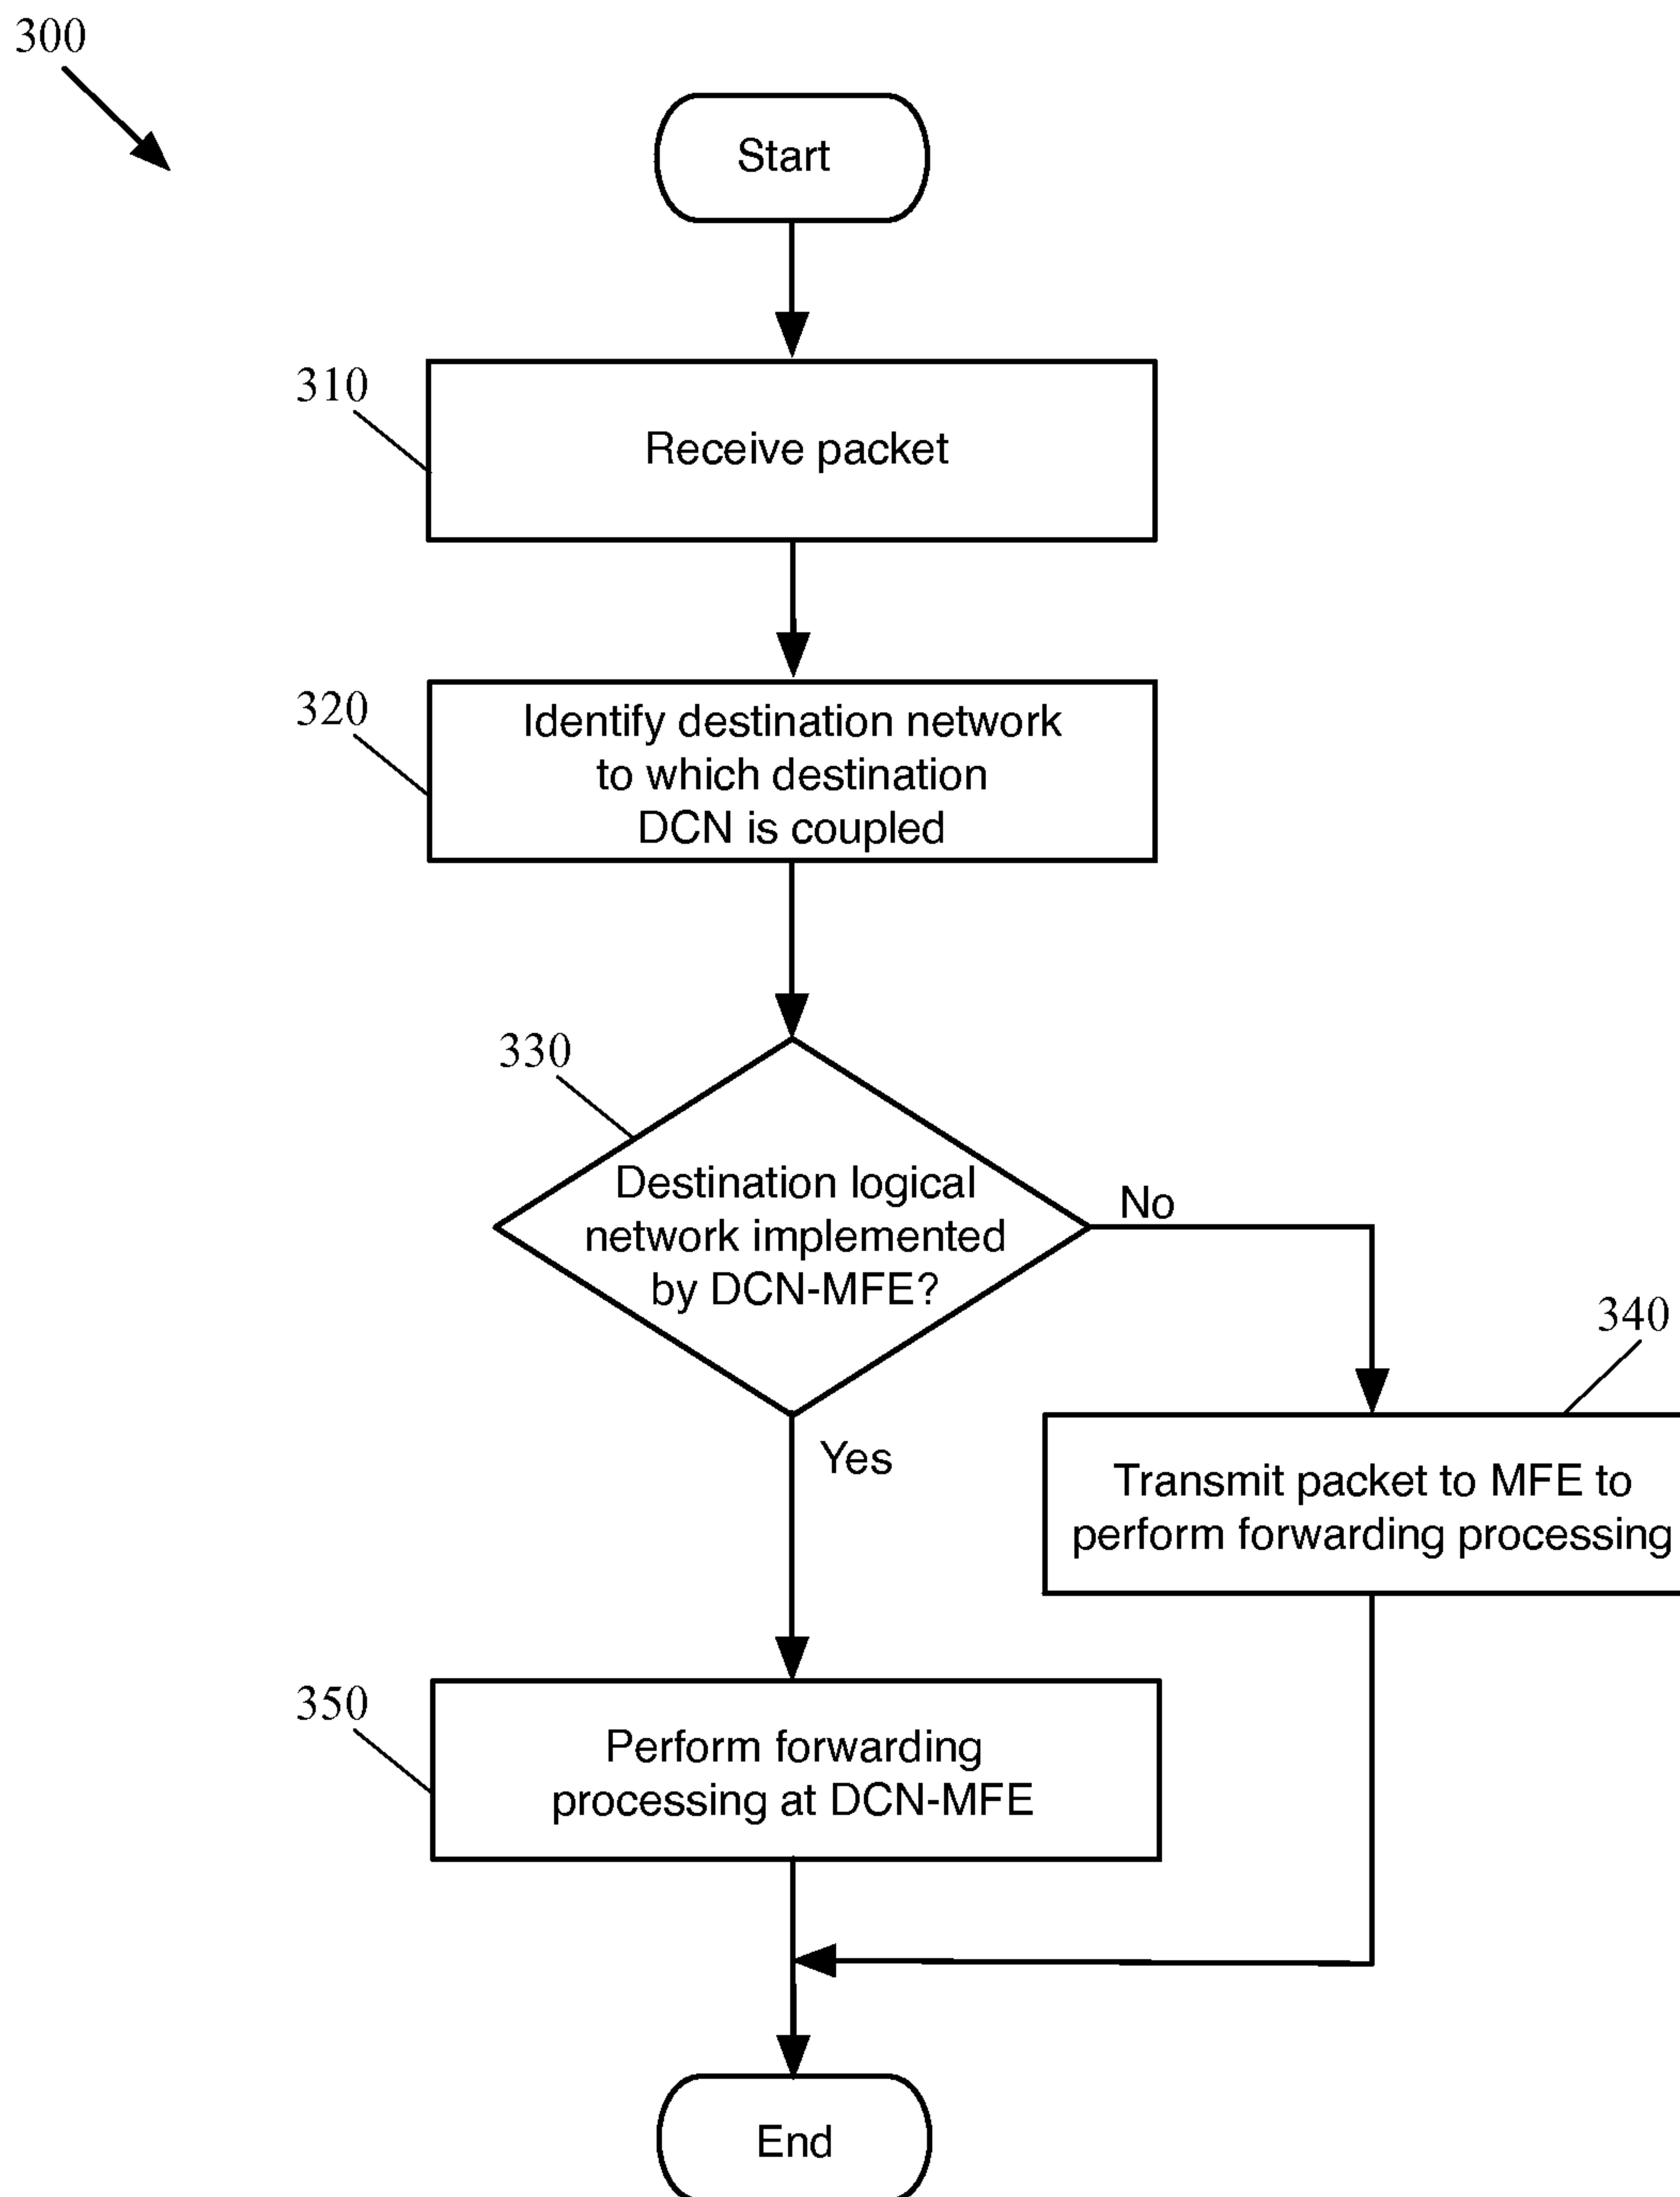 300
Start
310
Receive packet
320
Identify destination network
to which destination
DCN is coupled
330
Destination logical
network implemented
by DCN-MFE?
No
340
Yes
Transmit packet to MFE to
perform forwarding processing
350
Perform forwarding
processing at DCN-MFE
End